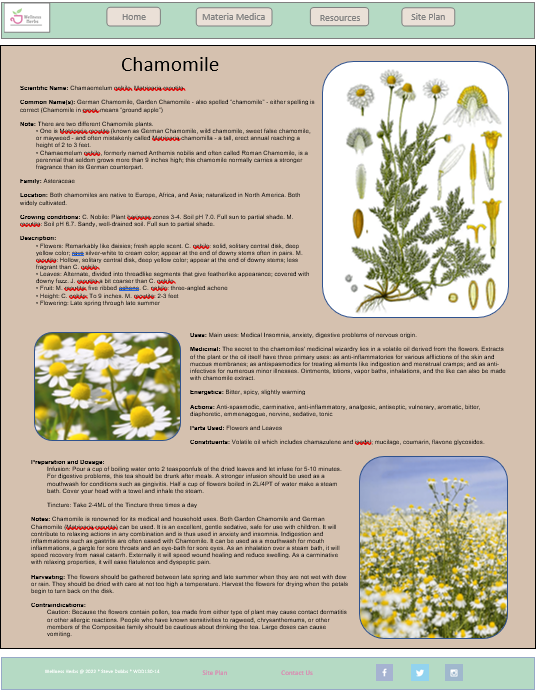 Wellness
Herbs
Home
Materia Medica
Resources
Site Plan
Chamomile
Scientific Name: Chamaemelum nobile, Matricaria recutita.
Common Name(s): German Chamomile, Garden Chamomile - also spelled "chamomile" - either spelling is
correct (Chamomile in greek means "ground apple")
Note: There are two different Chamomile plants.
• One is Matricaria recutita (known as German Chamomile, wild chamomile, sweet false chamomile,
or mayweed - and often mistakenly called Matricaria chamomilla - a tall, erect annual reaching a
height of 2 to 3 feet.
• Chamaemelum nobile, formerly named Anthemis nobile and often called Roman Chamomile, is a
perennial that seldom grows more than 9 inches high; this chamomile normally carries a stronger
fragrance than its German counterpart.
Family: Asteraceae
Location: Both chamomiles are native to Europe, Africa, and Asia; naturalized in North America. Both
widely cultivated.
Growing conditions: C. Nobile: Plant hardiness zones 3-4. Soil pH 7.0. Full sun to partial shade. M.
recutita: Soil pH 6.7. Sandy, well-drained soil. Full sun to partial shade.
Description:
• Flowers: Remarkably like daisies; fresh apple scent. C. nobile: solid, solitary central disk, deep
yellow color; rays silver-white to cream color; appear at the end of downy stems often in pairs. M.
recutita: Hollow, solitary central disk, deep yellow color; appear at the end of downy stems; less
fragrant than C. nobile.
• Leaves: Alternate, divided into threadlike segments that give featherlike appearance; covered with
downy fuzz. M. recutita a bit coarser than C. nobile.
• Fruit: M. recutita, five ribbed achene. C. nobile: three-angled achene
• Height: C. nobile: To 9 inches. M. recutita: 2-3 feet
• Flowering: Late spring through late summer
Uses: Main uses: Medical Insomnia, anxiety, digestive problems of nervous origin.
Medicinal: The secret to the chamomiles' medicinal wizardry lies in a volatile oil derived from the flowers. Extracts
of the plant or the oil itself have three primary uses: as anti-inflammatories for various afflictions of the skin and
mucous membranes; as antispasmodics for treating aliments like indigestion and menstrual cramps; and as anti-
infectives for numerous minor illnesses. Ointments, lotions, vapor baths, inhalations, and the like can also be made
with chamomile extract.
Energetics: Bitter, spicy, slightly warming
Actions: Anti-spasmodic, carminative, anti-inflammatory, analgesic, antiseptic, vulnerary, aromatic, bitter,
diaphoretic, emmenagogue, nervine, sedative, tonic
Parts Used: Flowers and Leaves
Constituents: Volatile oil which includes chamazulene and mucilage, coumarin, flavone glycosides.
Preparation and Dosage:
Infusion: Pour a cup of boiling water onto 2 teaspoonfuls of the dried leaves and let infuse for 5-10 minutes.
For digestive problems, this tea should be drunk after meals. A stronger infusion should be used as a
mouthwash for conditions such as gingivitis. Half a cup of flowers boiled in 2L/4PT of water make a steam
bath. Cover your head with a towel and inhale the steam.
Tincture: Take 2-4ML of the Tincture three times a day
Notes: Chamomile is renowned for its medical and household uses. Both Garden Chamomile and German
Chamomile (Matricaria recutita) can be used. It is an excellent, gentle sedative, safe for use with children. It will
contribute to relaxing actions in any combination and is thus used in anxiety and insomnia. Indigestion and
inflammations such as gastritis are often eased with Chamomile. It can be used as a mouthwash for mouth
inflammations, a gargle for sore throats and an eye-bath for sore eyes. As an inhalation over a steam bath, it will
speed recovery from nasal catarrh. Externally it will speed wound healing and reduce swelling. As a carminative
with relaxing properties, it will ease flatulence and dyspeptic pain.
Harvesting: The flowers should be gathered between late spring and late summer when they are not wet with dew
or rain. They should be dried with care at not too high a temperature. Harvest the flowers for drying when the petals
begin to turn back on the disk.
Contraindications:
Caution: Because the flowers contain pollen, tea made from either type of plant may cause contact dermatitis
or other allergic reactions. People who have known sensitivities to ragweed, chrysanthemums, or other
members of the Compositae family should be cautious about drinking the tea. Large doses can cause
vomiting.
Wellness Herbs @ 2020 *
Site Plan
Contact Us